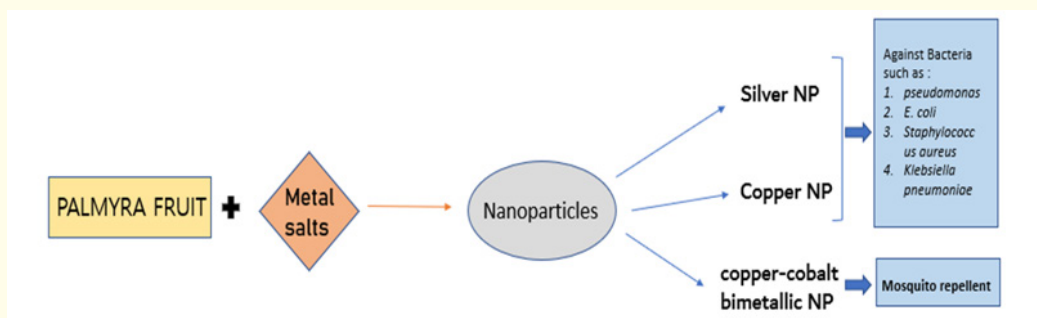 PALMYRA FRUIT
+
Metal
salts
Nanoparticles
Silver NP
Copper NP
copper-cobalt
bimetallic NP
Against Bacteria
such as :
1. pseudomonas
2. E. coli
3. Staphylococc
us aureus
4. Klebsiella
pneumoniae
Mosquito repellent